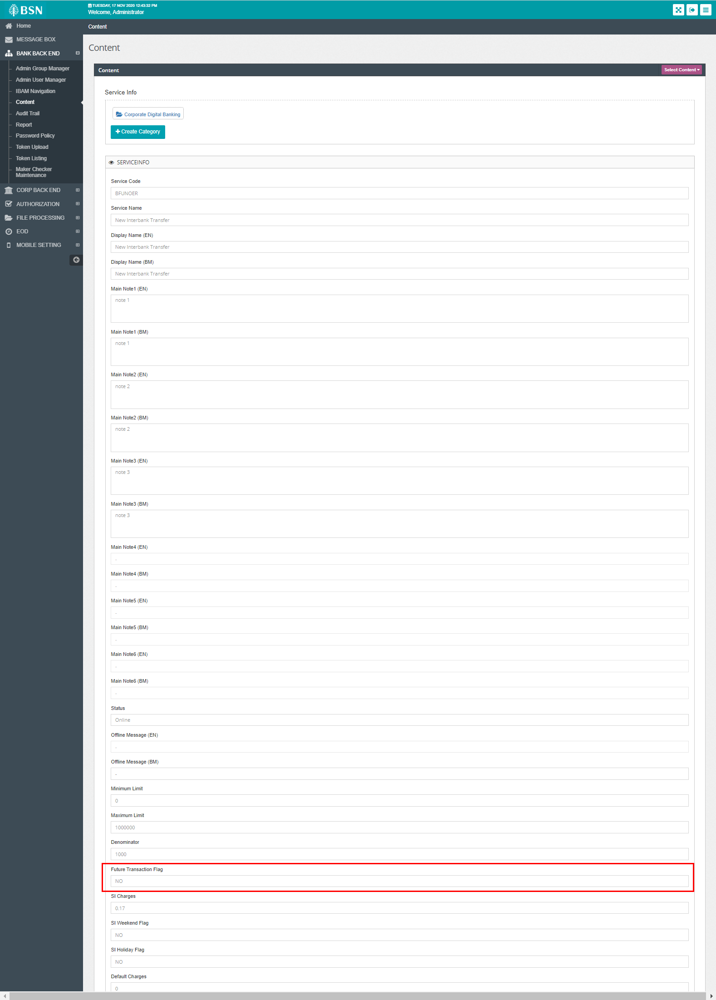 BSN
TUESDAY, 17 NOV 2020 12:43:32 PM
Welcome, Administrator
Home
MESSAGE BOX
BANK BACK END
Admin Group Manager
Admin User Manager
IBAM Navigation
Content
Audit Trail
Report
Password Policy
Token Upload
Token Listing
Maker Checker
Maintenance
CORP BACK END
AUTHORIZATION
FILE PROCESSING
EOD
MOBILE SETTING
Content
Content
Content
Select Content
Service Info
Corporate Digital Banking
Create Category
SERVICEINFO
Service Code
BFUNOER
Service Name
New Interbank Transfer
Display Name (EN)
New Interbank Transfer
Display Name (BM)
New Interbank Transfer
Main Note1 (EN)
note 1
Main Note1 (BM)
note 1
Main Note2 (EN)
note 2
Main Note2 (BM)
note 2
Main Note3 (EN)
note 3
Main Note3 (BM)
note 3
Main Note4 (EN)
-
Main Note4 (BM)
-
Main Note5 (EN)
-
Main Note5 (BM)
-
Main Note6 (EN)
-
Main Note6 (BM)
-
Status
Online
Offline Message (EN)
-
Offline Message (BM)
-
Minimum Limit
0
Maximum Limit
1000000
Denominator
1000
Future Transaction Flag
NO
SI Charges
0.17
SI Weekend Flag
NO
SI Holiday Flag
NO
Default Charges
0